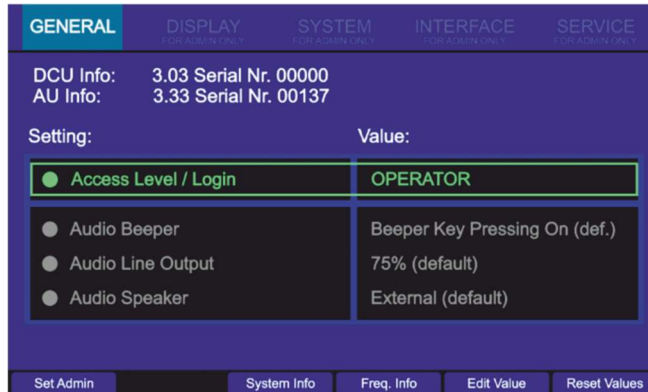 GENERAL DISPLAY SYSTEM INTERFACE SERVICE
FOR ADMIN ONLY FOR ADMIN ONLY FOR ADMIN ONLY FOR ADMIN ONLY
DCU Info: 3.03 Serial Nr. 00000
AU Info: 3.33 Serial Nr. 00137
Setting: Value:
Access Level / Login OPERATOR
Audio Beeper Beeper Key Pressing On (def.)
Audio Line Output 75% (default)
Audio Speaker External (default)
Set Admin System Info Freq. Info Edit Value Reset Values